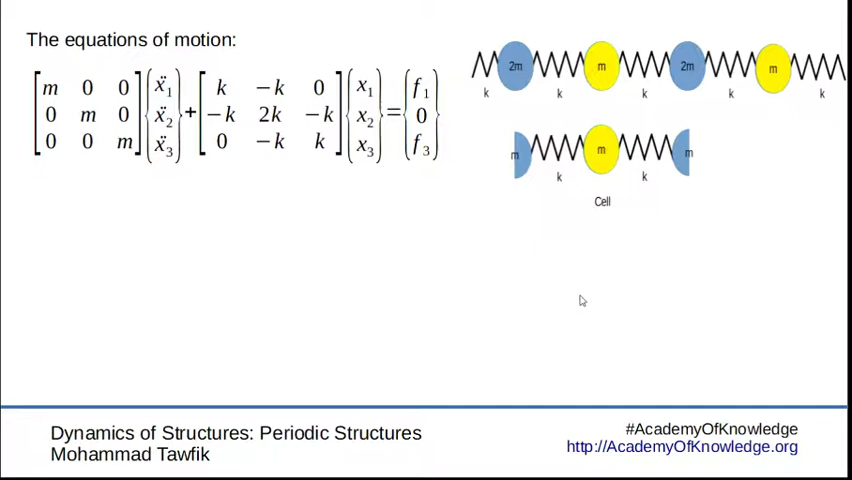 The equations of motion:
[m 0 0; 0 m 0; 0 0 m]{ẍ₁; ẍ₂; ẍ₃}+[k −k 0; −k 2k −k; 0 −k k]{x₁; x₂; x₃}={f₁; 0; f₃}
2m m 2m m
k k k k k
m m m
k k
Cell
Dynamics of Structures: Periodic Structures
Mohammad Tawfik
#AcademyOfKnowledge
http://AcademyOfKnowledge.org